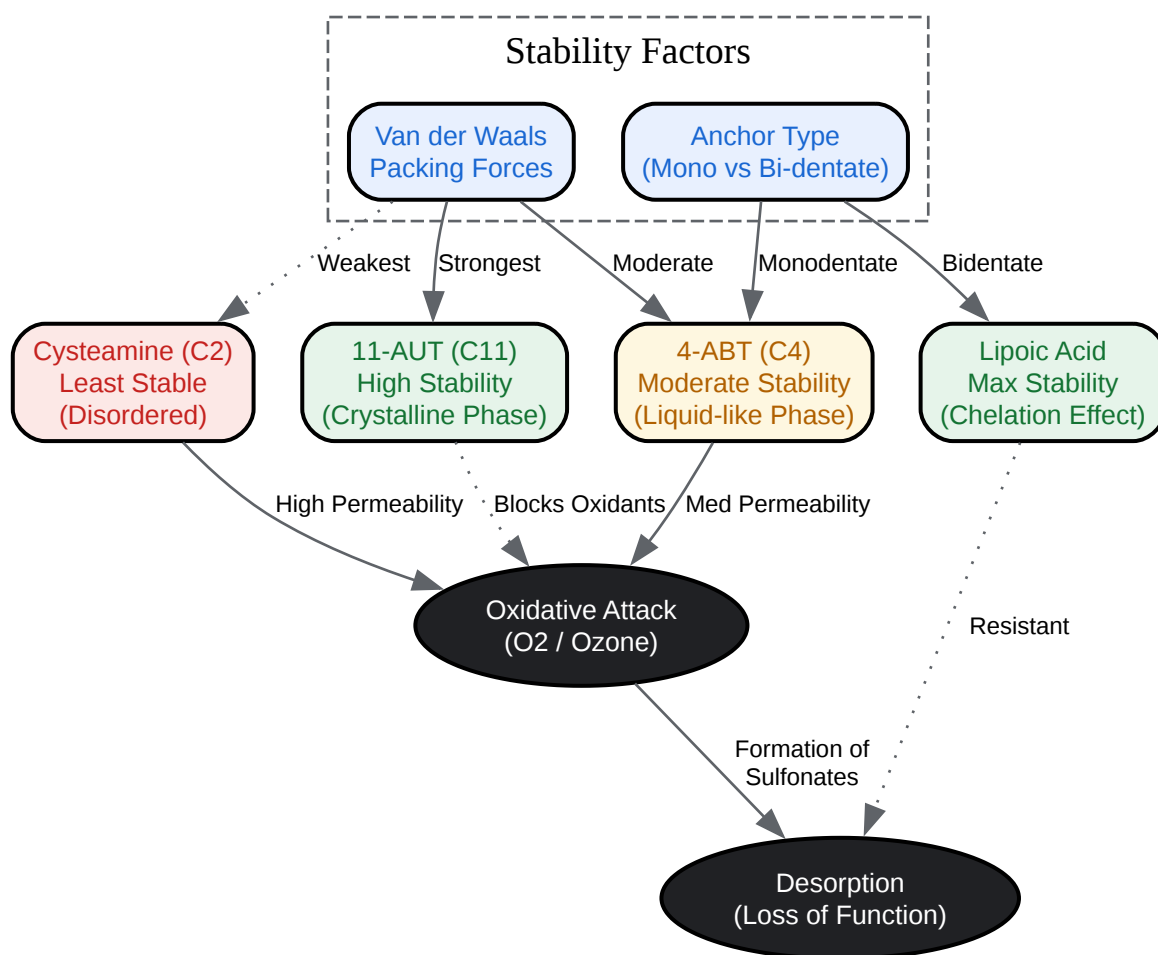 Stability Factors
Van der Waals
Packing Forces
Anchor Type
(Mono vs Bi-dentate)
Weakest
Strongest
Moderate
Monodentate
Bidentate
Cysteamine (C2)
Least Stable
(Disordered)
11-AUT (C11)
High Stability
(Crystalline Phase)
4-ABT (C4)
Moderate Stability
(Liquid-like Phase)
Lipoic Acid
Max Stability
(Chelation Effect)
High Permeability
Blocks Oxidants
Med Permeability
Oxidative Attack
(O2 / Ozone)
Resistant
Formation of
Sulfonates
Desorption
(Loss of Function)